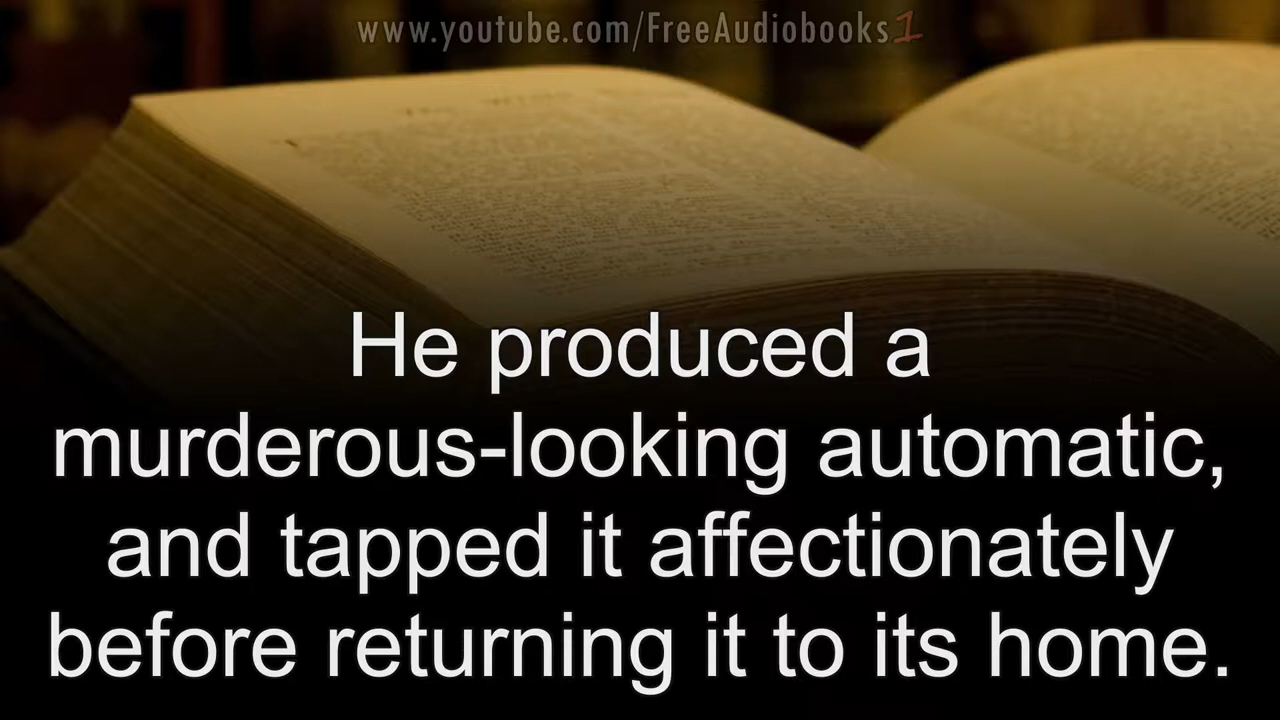 www.youtube.com/FreeAudiobooks1
He produced a
murderous-looking automatic,
and tapped it affectionately
before returning it to its home.